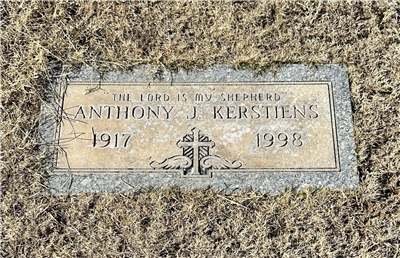 THE LORD IS MY SHEPHERD
ANTHONY J. KERSTIENS
1917 1998